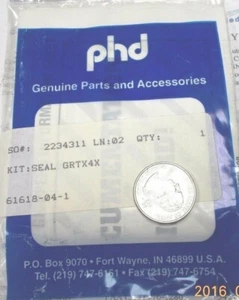 phd
Genuine Parts and Accessories
SO#: 2234311 LN:02 QTY: 1
KIT:SEAL GRTX4X
61618-04-1
P.O. Box 9070 • Fort Wayne, IN 46899 U.S.A.
Tel (219) 747-6151 • Fax (219) 747-6754
2016